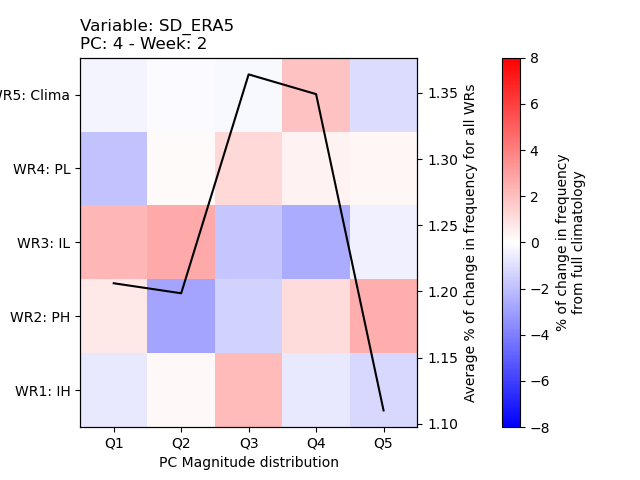 Variable: SD_ERA5
PC: 4 - Week: 2
WR5: Clima
WR4: PL
WR3: IL
WR2: PH
WR1: IH
Q1 Q2 Q3 Q4 Q5
PC Magnitude distribution
1.35
1.30
1.25
1.20
1.15
1.10
Average % of change in frequency for all WRs
8
6
4
2
0
−2
−4
−6
−8
% of change in frequency
from full climatology